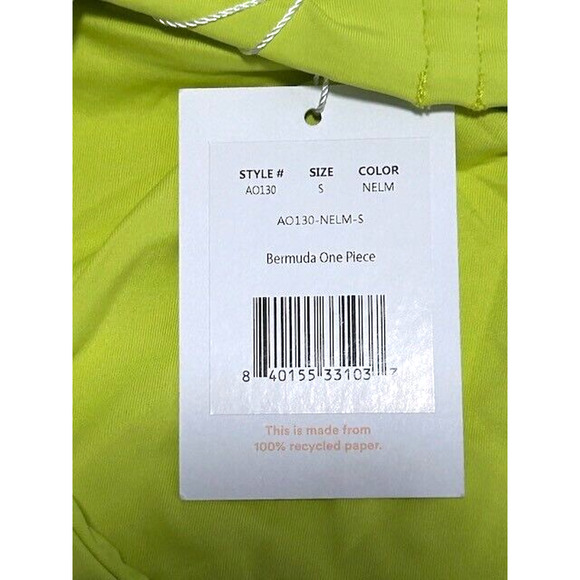 STYLE # SIZE COLOR
AO130 S NELM
AO130-NELM-S
Bermuda One Piece
8 40155 33103 7
This is made from
100% recycled paper.